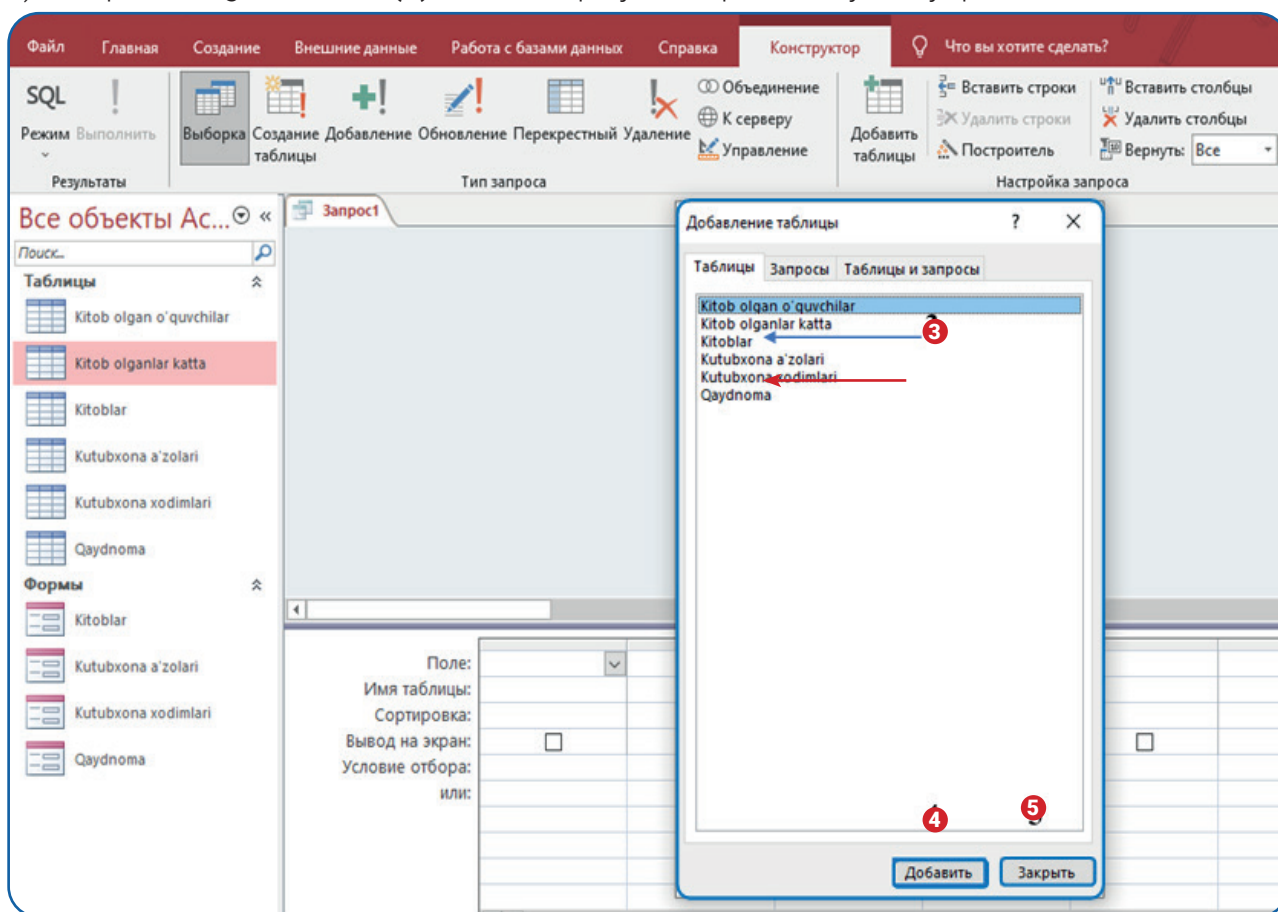 Файл Главная Создание Внешние данные Работа с базами данных Справка Конструктор Что вы хотите сделать?
SQL
Режим
Выполнить
Результаты
Выборка
Создание таблицы
Добавление
Обновление
Перекрестный
Удаление
Объединение
К серверу
Управление
Тип запроса
Добавить таблицы
Вставить строки
Удалить строки
Построитель
Вставить столбцы
Удалить столбцы
Вернуть: Все
Настройка запроса
Все объекты Ac...
Поиск...
Таблицы
Kitob olgan o'quvchilar
Kitob olganlar katta
Kitoblar
Kutubxona a'zolari
Kutubxona xodimlari
Qaydnoma
Формы
Kitoblar
Kutubxona a'zolari
Kutubxona xodimlari
Qaydnoma
Запрос1
Поле:
Имя таблицы:
Сортировка:
Вывод на экран:
Условие отбора:
или:
Добавление таблицы ? X
Таблицы Запросы Таблицы и запросы
Kitob olgan o'quvchilar
Kitob olganlar katta
3
Kitoblar
Kutubxona a'zolari
Kutubxona xodimlari
Qaydnoma
4 5
Добавить Закрыть